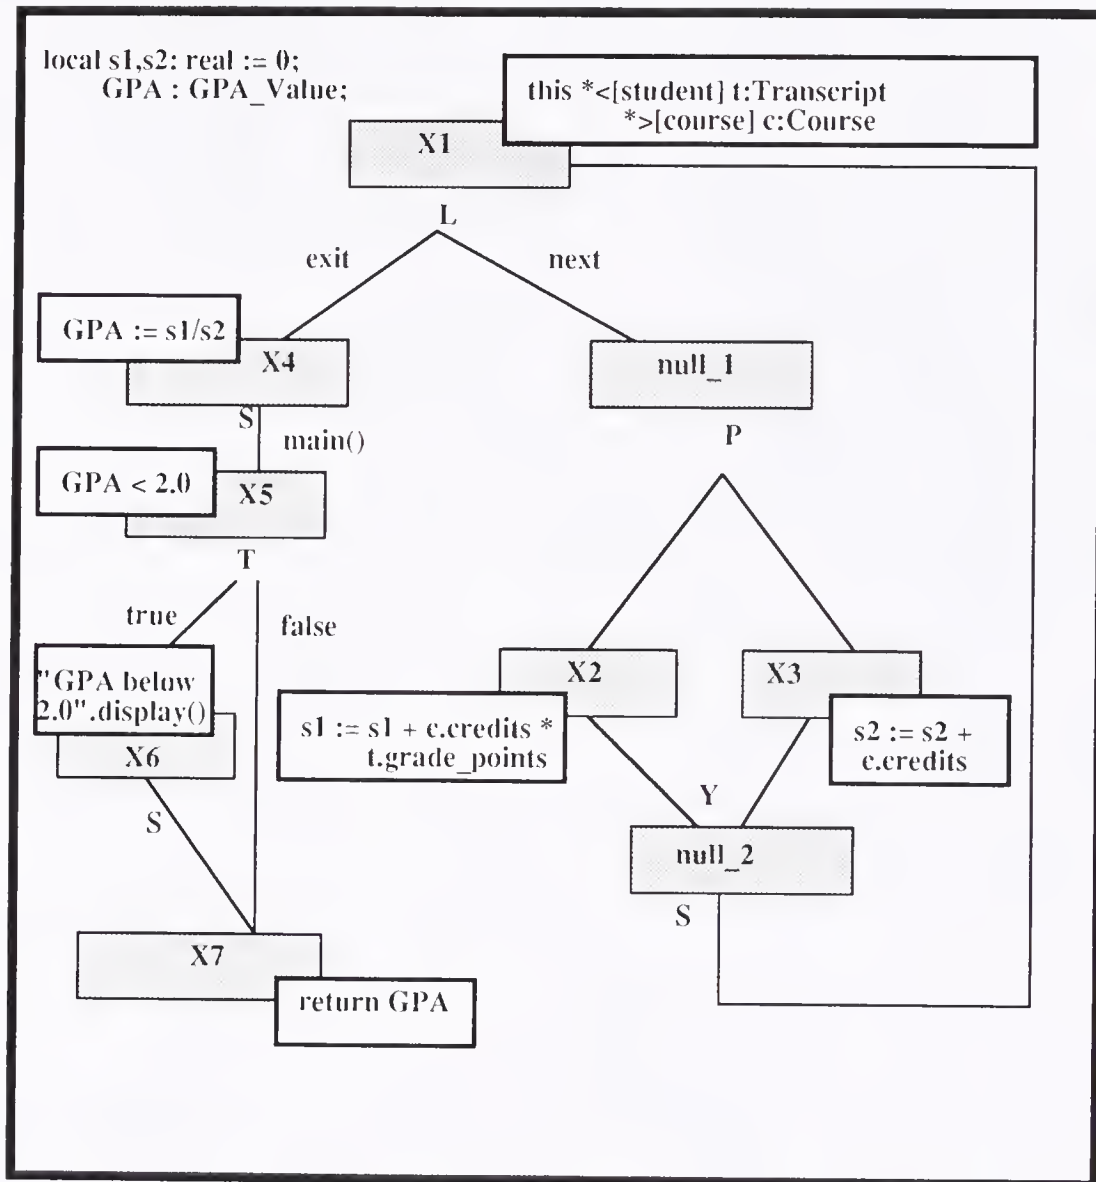 local s1,s2: real := 0;
GPA : GPA_Value;
this *<[student] t:Transcript
*>[course] c:Course
X1
L
exit
next
GPA := s1/s2
X4
null_1
S
main()
P
GPA < 2.0
X5
T
true
false
"GPA below
2.0".display()
X6
X2
X3
s1 := s1 + c.credits *
t.grade_points
s2 := s2 +
c.credits
S
Y
null_2
S
X7
return GPA